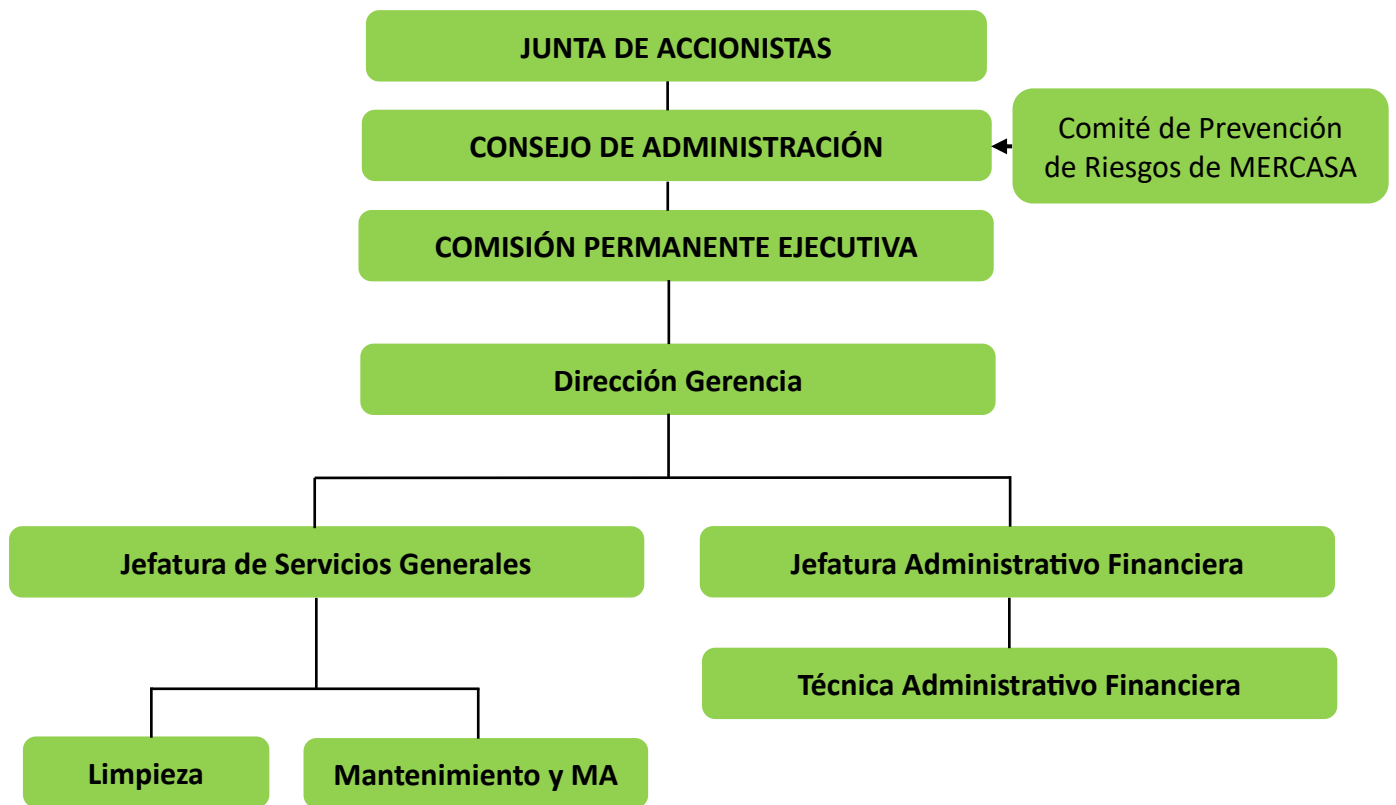 JUNTA DE ACCIONISTAS
CONSEJO DE ADMINISTRACIÓN
Comité de Prevención
de Riesgos de MERCASA
COMISIÓN PERMANENTE EJECUTIVA
Dirección Gerencia
Jefatura de Servicios Generales
Jefatura Administrativo Financiera
Técnica Administrativo Financiera
Limpieza
Mantenimiento y MA